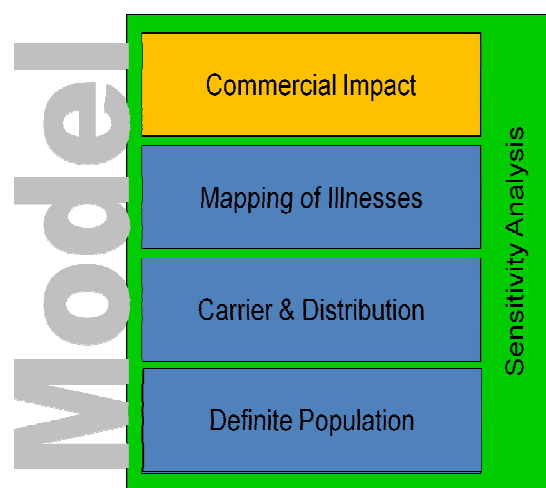 Model
Commercial Impact
Mapping of Illnesses
Carrier & Distribution
Definite Population
Sensitivity Analysis